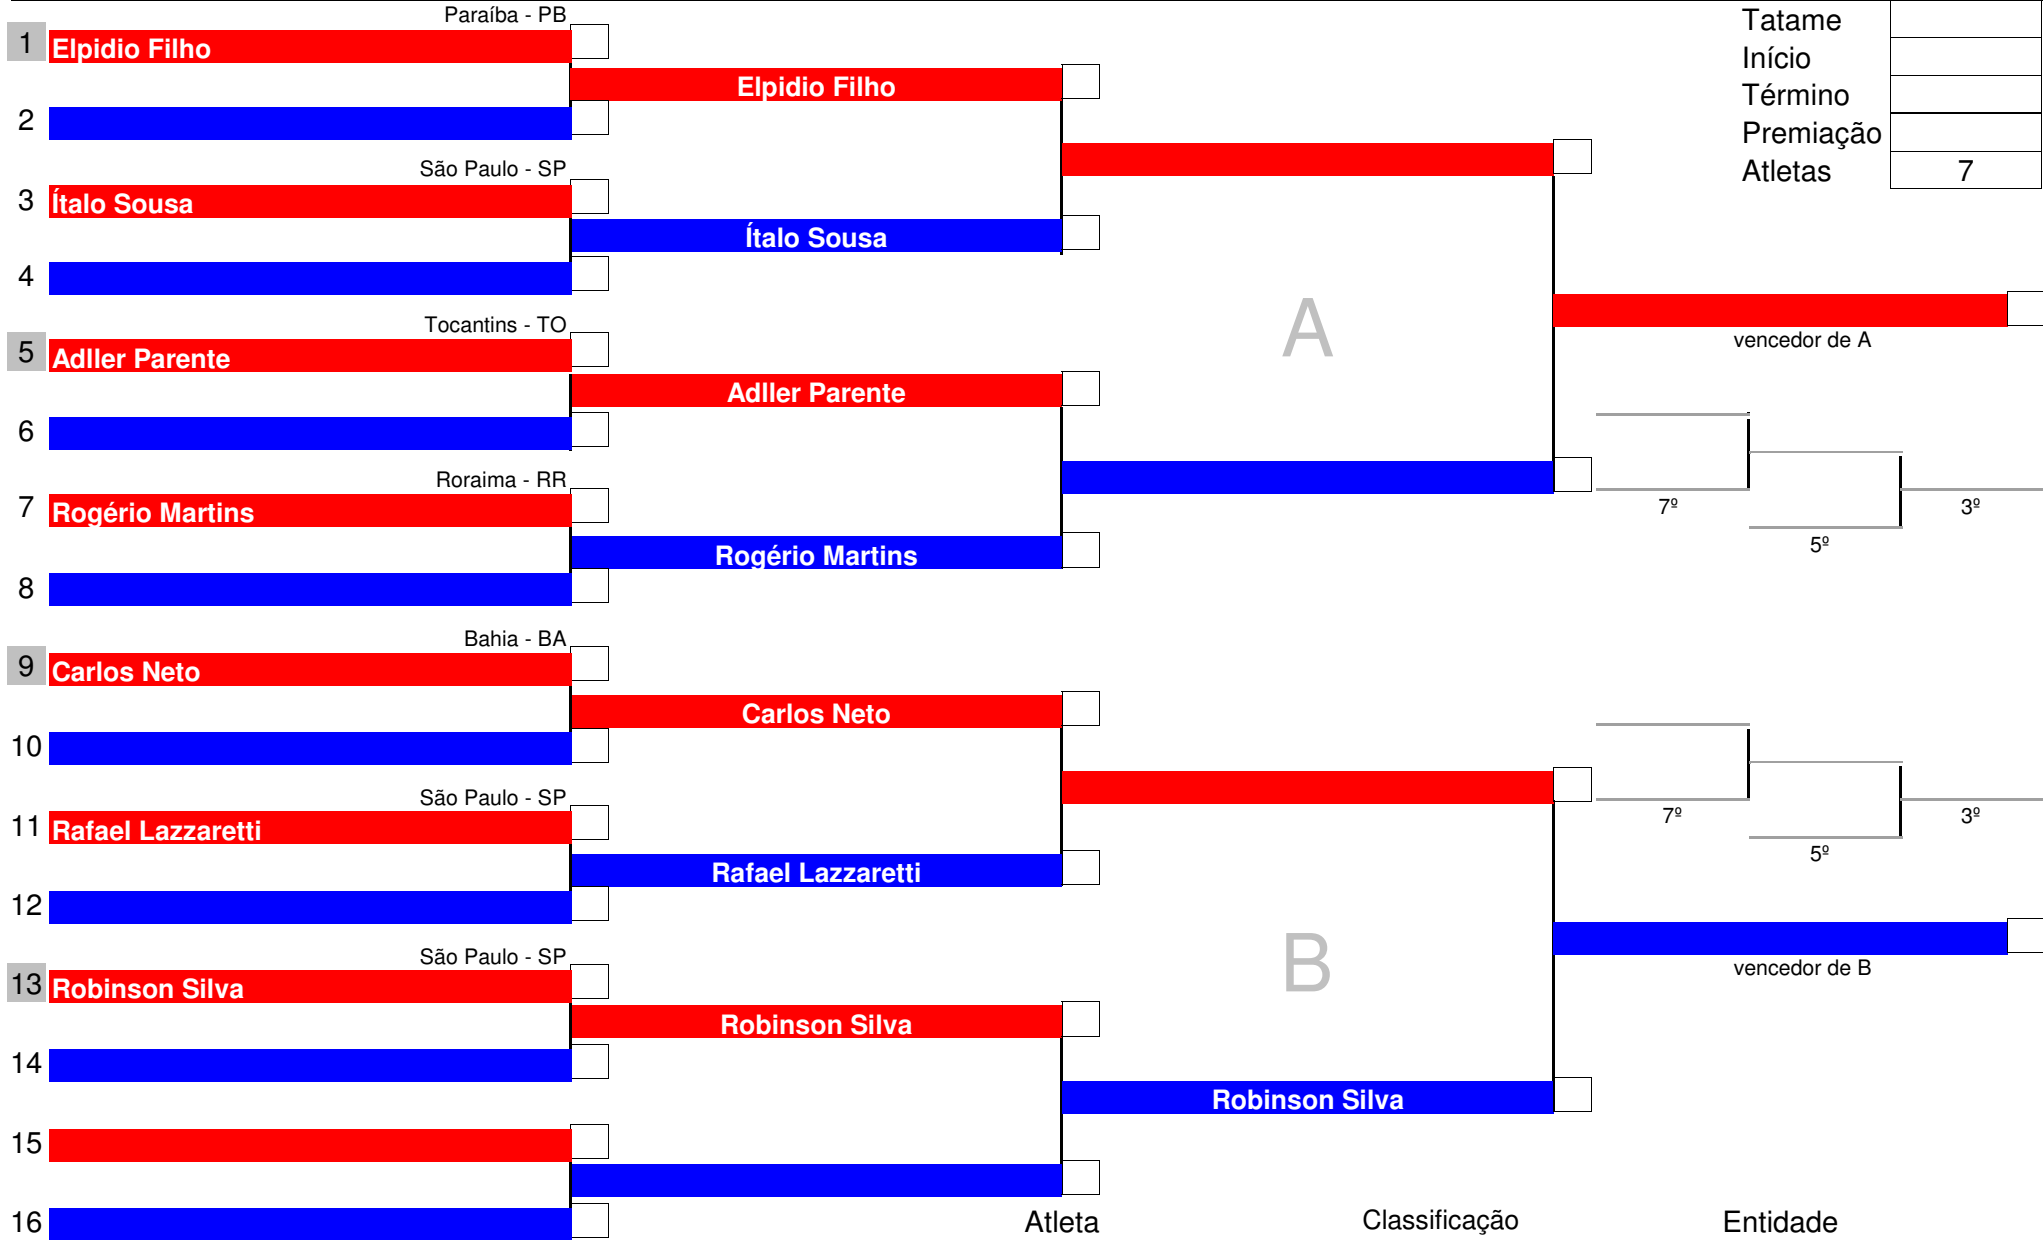 Paraíba - PB
1 Elpidio Filho
Elpidio Filho
2
São Paulo - SP
3 Ítalo Sousa
Ítalo Sousa
4
Tocantins - TO
5 Adller Parente
Adller Parente
6
Roraima - RR
7 Rogério Martins
Rogério Martins
8
Bahia - BA
9 Carlos Neto
Carlos Neto
10
São Paulo - SP
11 Rafael Lazzaretti
Rafael Lazzaretti
12
São Paulo - SP
13 Robinson Silva
Robinson Silva
14
Robinson Silva
15
16
A
B
Tatame
Início
Término
Premiação
Atletas 7
vencedor de A
7º
3º
5º
7º
3º
5º
vencedor de B
Atleta Classificação Entidade